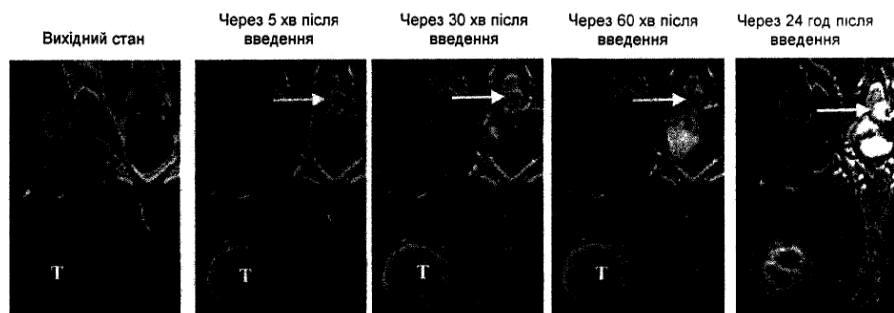 Вихідний стан
Через 5 хв після
введення
Через 30 хв після
введення
Через 60 хв після
введення
Через 24 год після
введення
T
T
T
T